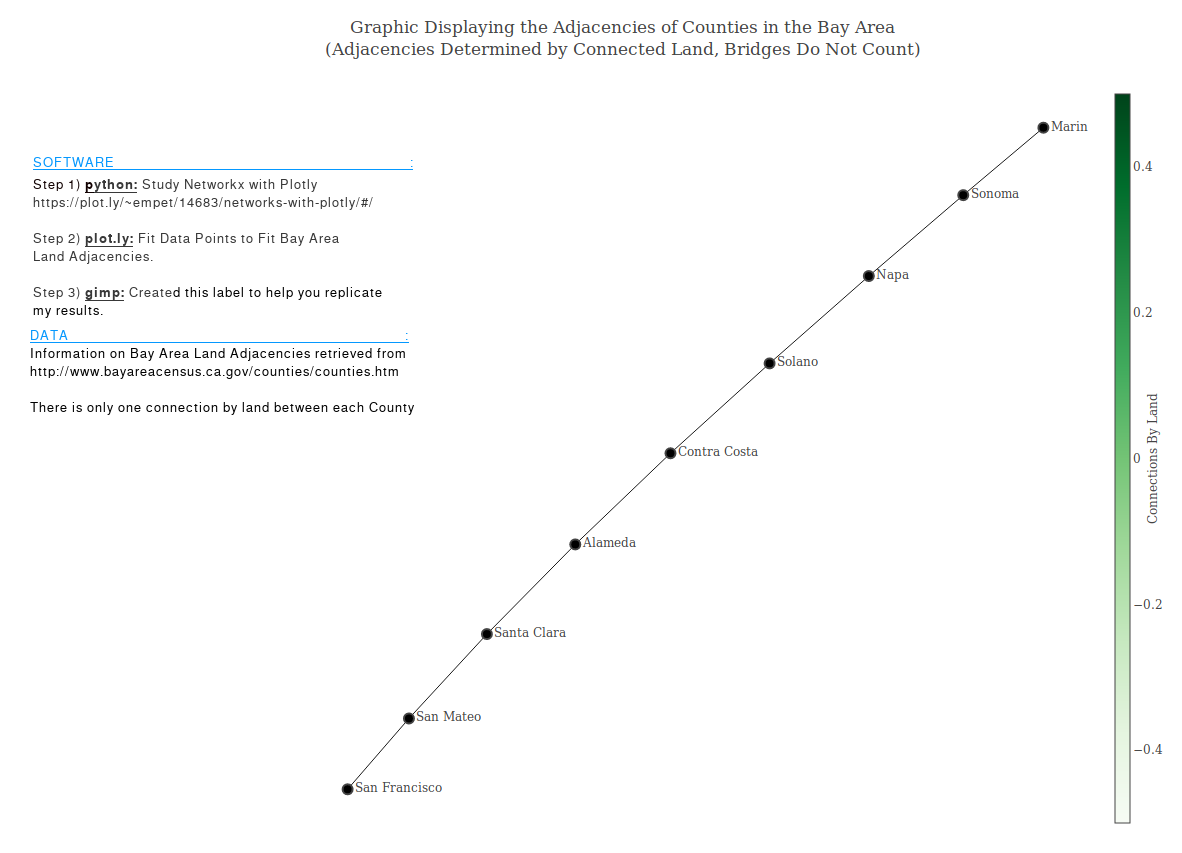 Graphic Displaying the Adjacencies of Counties in the Bay Area
(Adjacencies Determined by Connected Land, Bridges Do Not Count)
SOFTWARE :
Step 1) python: Study Networkx with Plotly
https://plot.ly/~empet/14683/networks-with-plotly/#/
Step 2) plot.ly: Fit Data Points to Fit Bay Area
Land Adjacencies.
Step 3) gimp: Created this label to help you replicate
my results.
DATA :
Information on Bay Area Land Adjacencies retrieved from
http://www.bayareacensus.ca.gov/counties/counties.htm
There is only one connection by land between each County
Marin
Sonoma
Napa
Solano
Contra Costa
Alameda
Santa Clara
San Mateo
San Francisco
0.4
0.2
0
−0.2
−0.4
Connections By Land